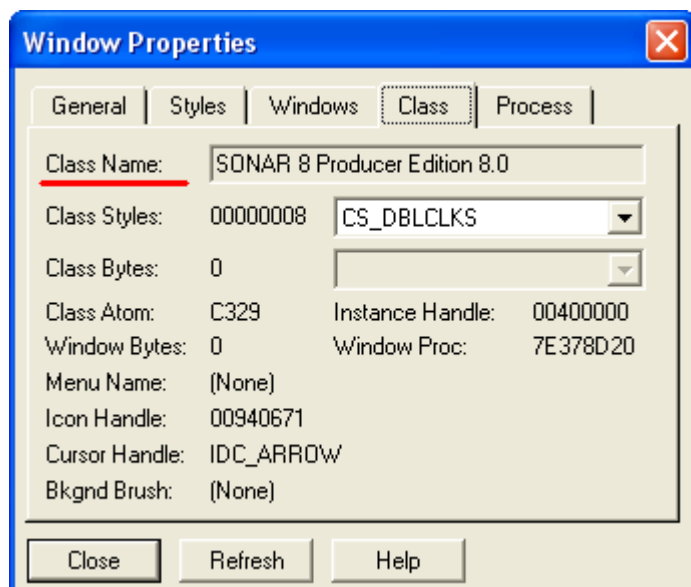 Window Properties
General Styles Windows Class Process
Class Name: SONAR 8 Producer Edition 8.0
Class Styles: 00000008 CS_DBLCLKS
Class Bytes: 0
Class Atom: C329 Instance Handle: 00400000
Window Bytes: 0 Window Proc: 7E378D20
Menu Name: (None)
Icon Handle: 00940671
Cursor Handle: IDC_ARROW
Bkgnd Brush: (None)
Close Refresh Help